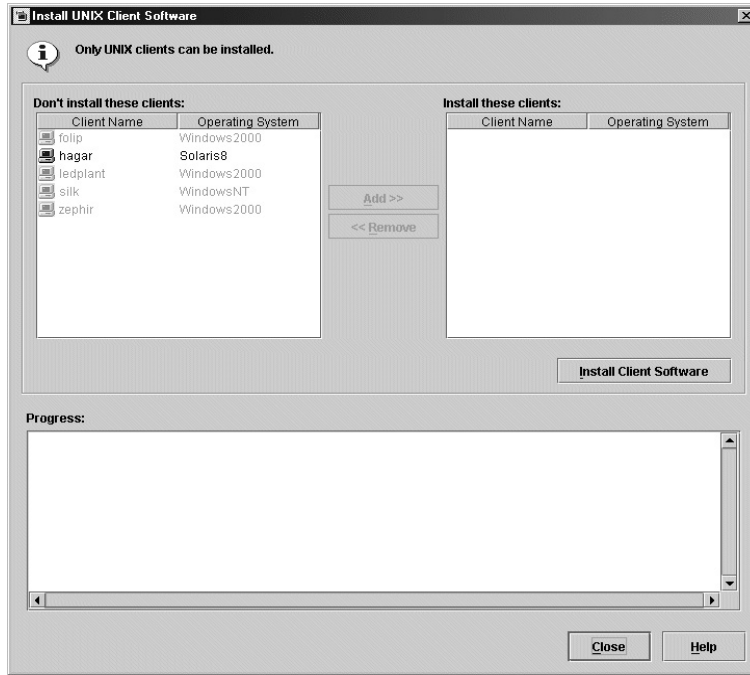 Install UNIX Client Software
Only UNIX clients can be installed.
Don't install these clients:
Client Name Operating System
folip Windows2000
hagar Solaris8
ledplant Windows2000
silk WindowsNT
zephir Windows2000
Add >>
<< Remove
Install these clients:
Client Name Operating System
Install Client Software
Progress:
Close
Help